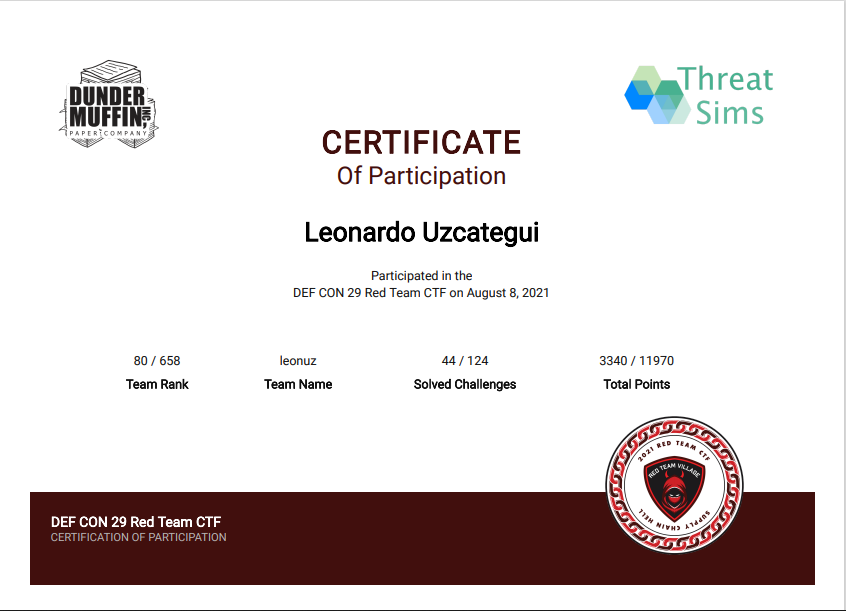 DUNDER
MUFFIN, INC
PAPER COMPANY
Threat
Sims
CERTIFICATE
Of Participation
Leonardo Uzcategui
Participated in the
DEF CON 29 Red Team CTF on August 8, 2021
80 / 658 leonuz 44 / 124 3340 / 11970
Team Rank Team Name Solved Challenges Total Points
2021 RED TEAM CTF
RED TEAM VILLAGE
SUPPLY CHAIN HELL
DEF CON 29 Red Team CTF
CERTIFICATION OF PARTICIPATION